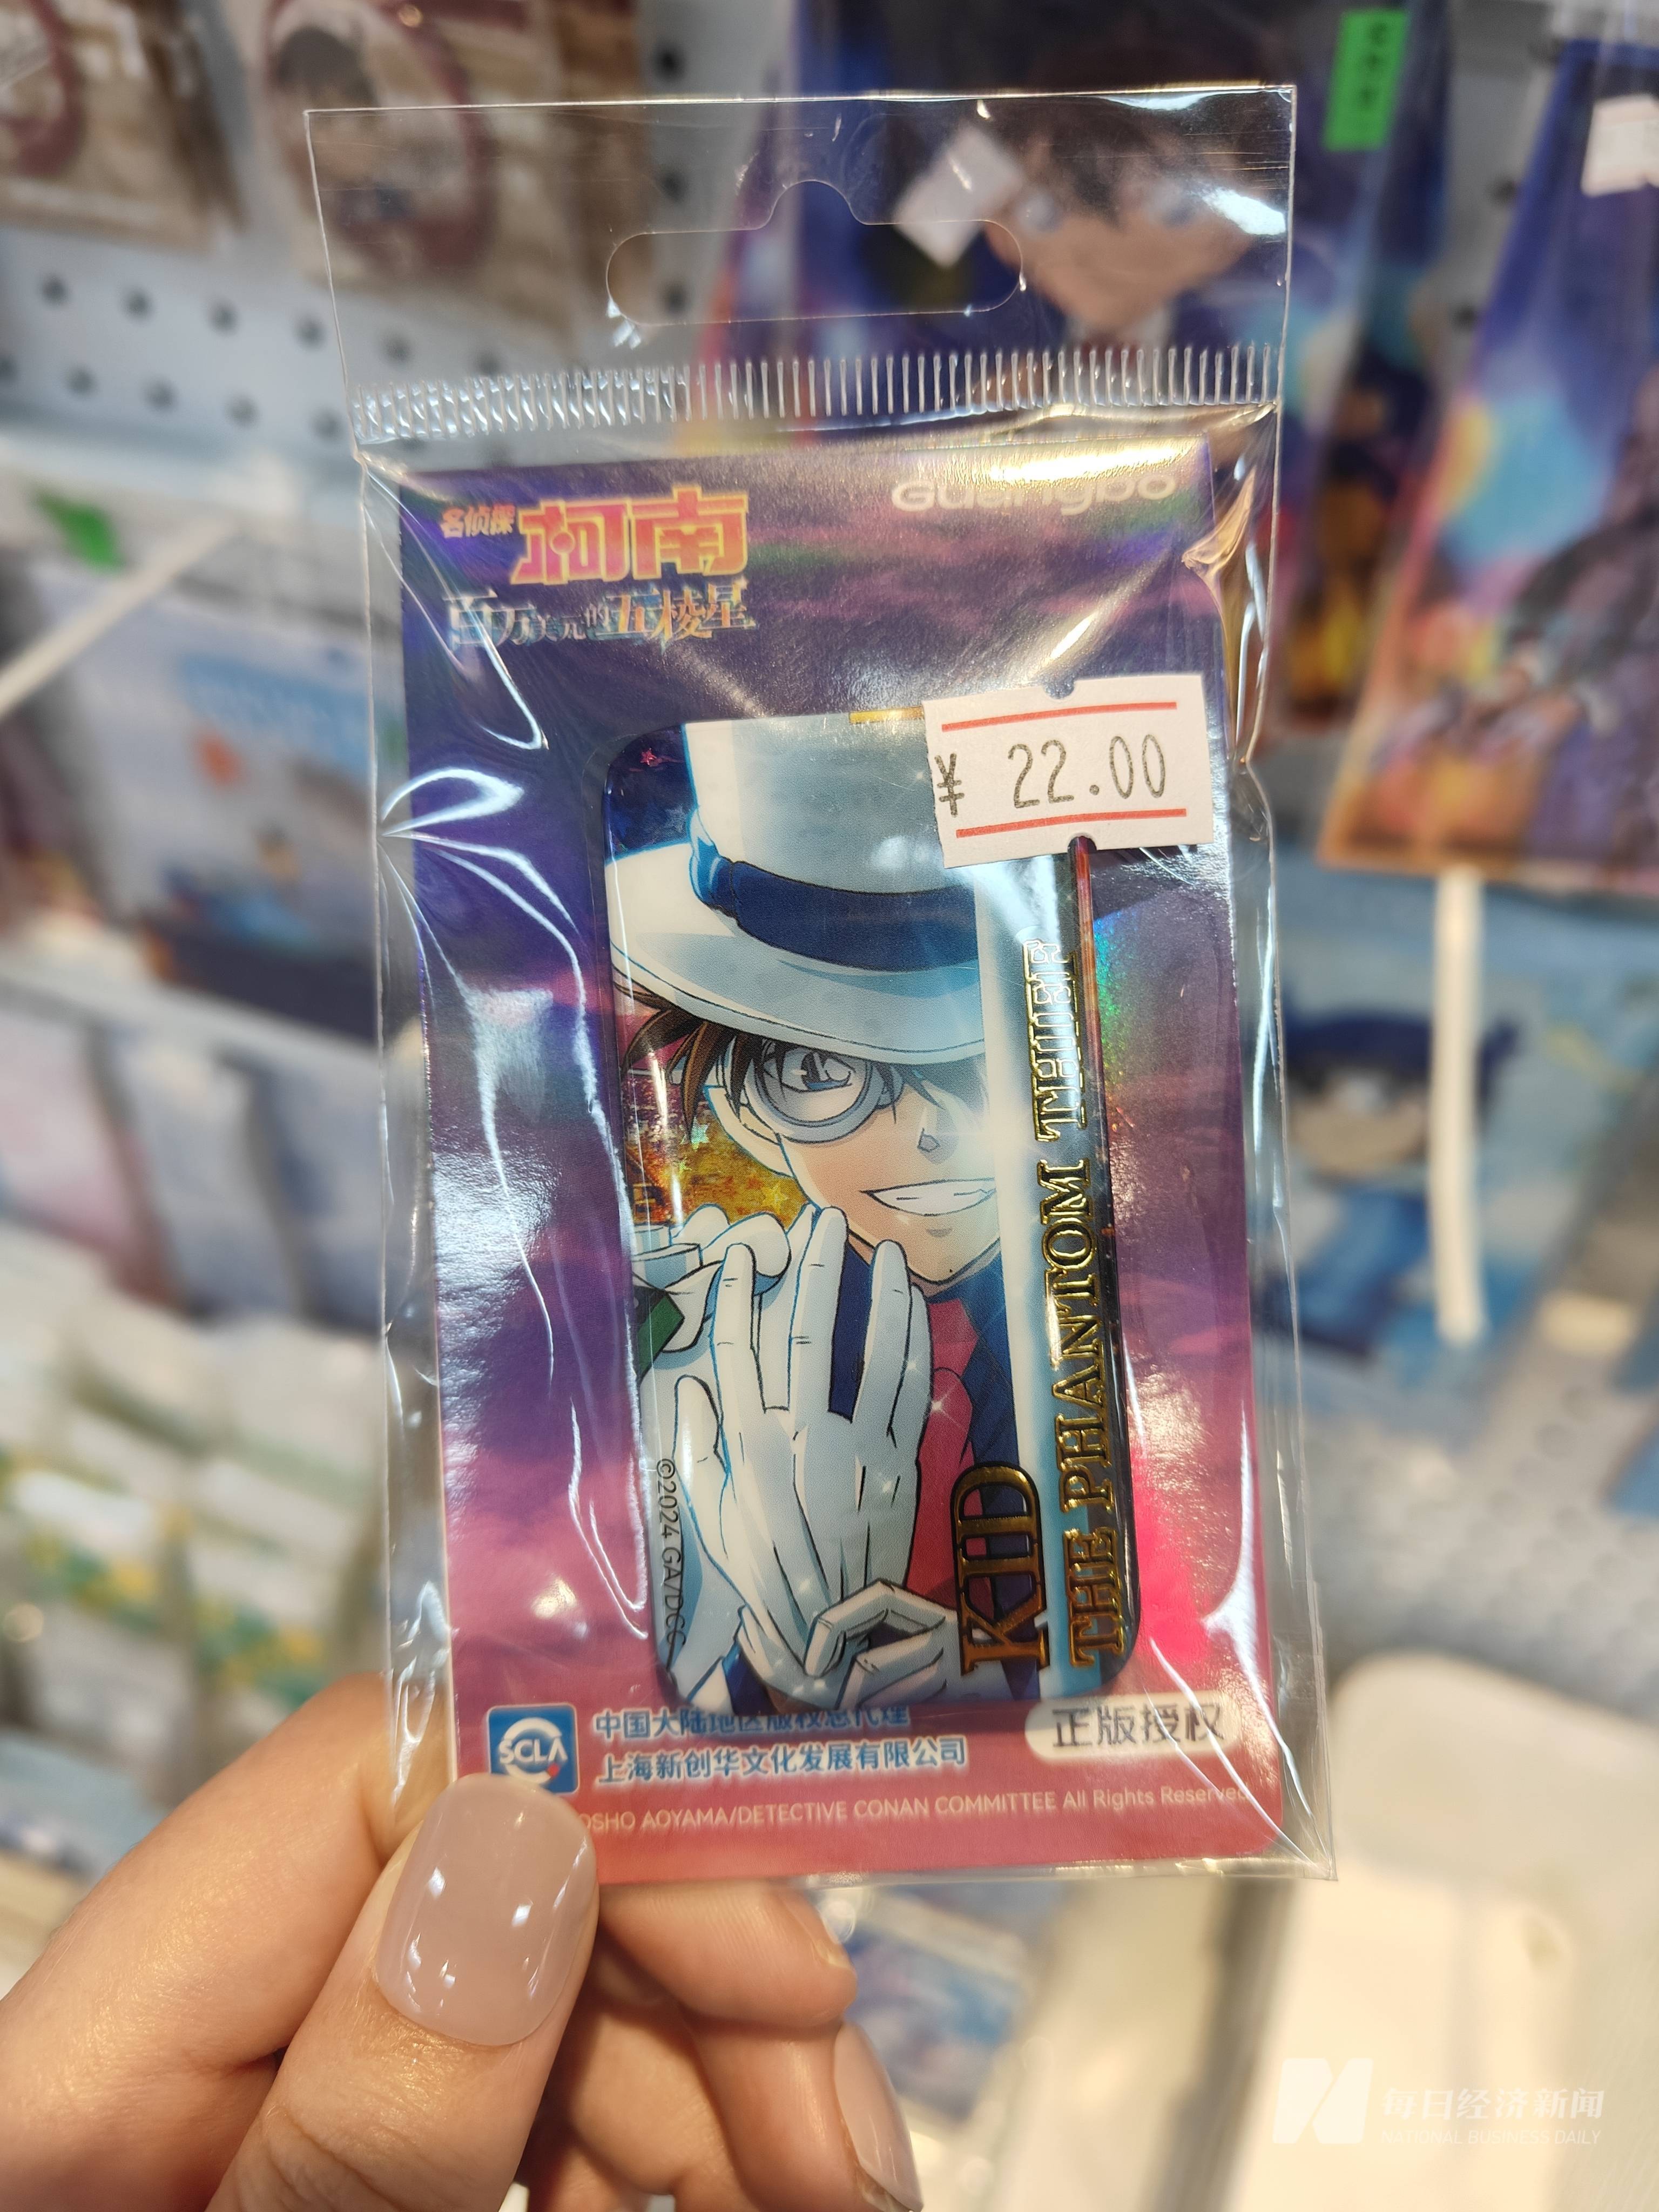 Guangbo
名侦探
柯南
百万美元的五棱星
¥ 22.00
KID
THE PHANTOM THIEF
©2024 GA/DCC
SCLA
中国大陆地区版权总代理
上海新创华文化发展有限公司
正版授权
OSHO AOYAMA/DETECTIVE CONAN COMMITTEE All Rights Reserved
每日经济新闻
NATIONAL BUSINESS DAILY